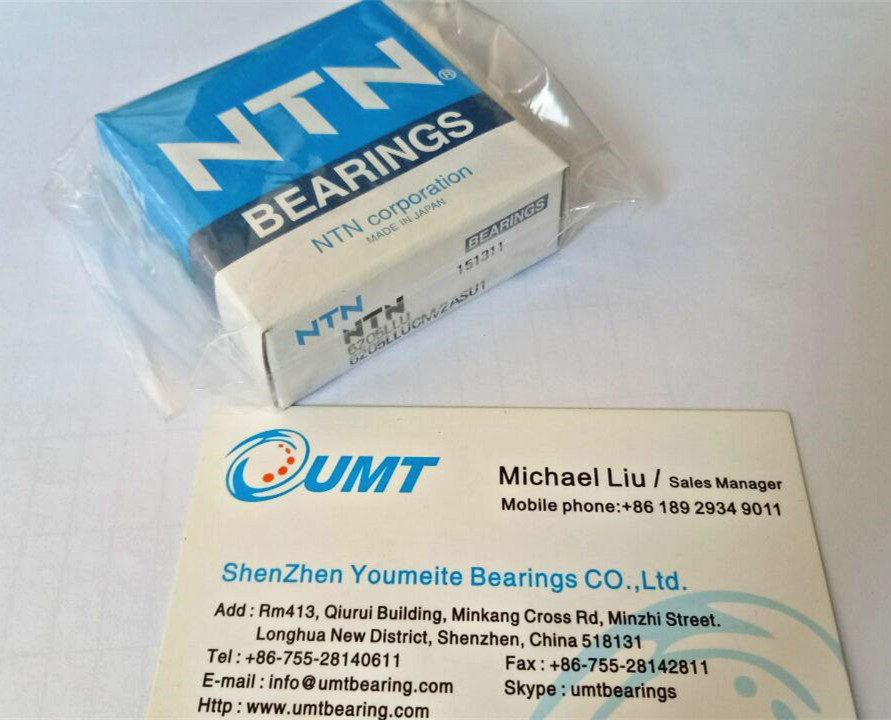 NTN®
BEARINGS
NTN corporation
MADE IN JAPAN
BEARINGS
151311
NTN
NTN
6205LLU
6205LLUCM/2ASU1
UMT
Michael Liu / Sales Manager
Mobile phone:+86 189 2934 9011
ShenZhen Youmeite Bearings CO.,Ltd.
Add : Rm413, Qiurui Building, Minkang Cross Rd, Minzhi Street.
Longhua New District, Shenzhen, China 518131
Tel : +86-755-28140611
Fax : +86-755-28142811
E-mail : info@umtbearing.com
Skype : umtbearings
Http : www.umtbearing.com